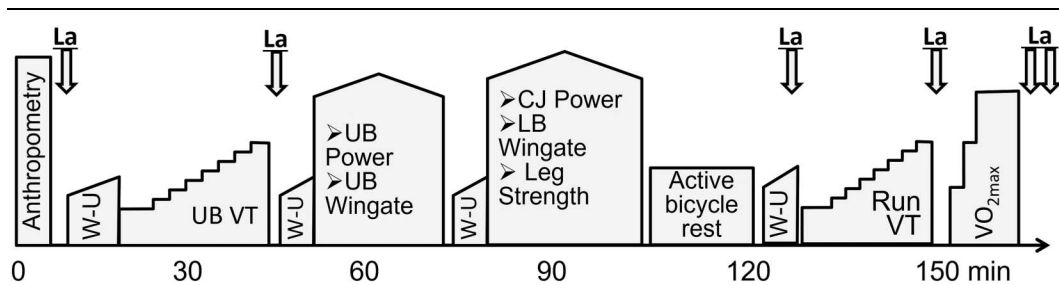 La La La La La
Anthropometry
W-U
UB VT
W-U
➢UB
Power
➢UB
Wingate
W-U
➢CJ Power
➢LB
Wingate
➢ Leg
Strength
Active
bicycle
rest
W-U
Run
VT
VO2max
0 30 60 90 120 150 min